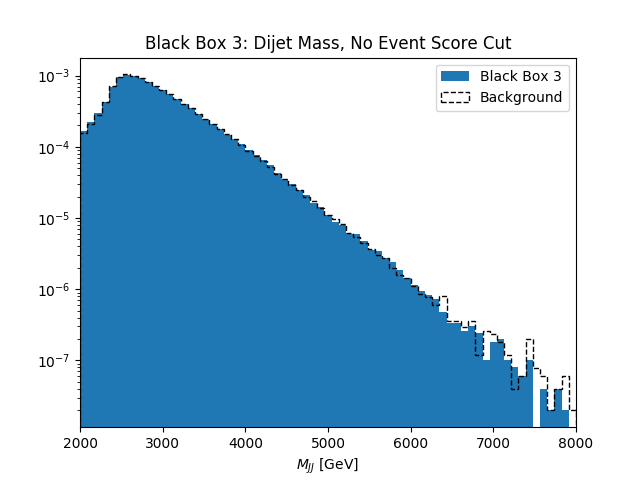 Black Box 3: Dijet Mass, No Event Score Cut
Black Box 3
Background
10⁻³
10⁻⁴
10⁻⁵
10⁻⁶
10⁻⁷
2000 3000 4000 5000 6000 7000 8000
M_{JJ} [GeV]